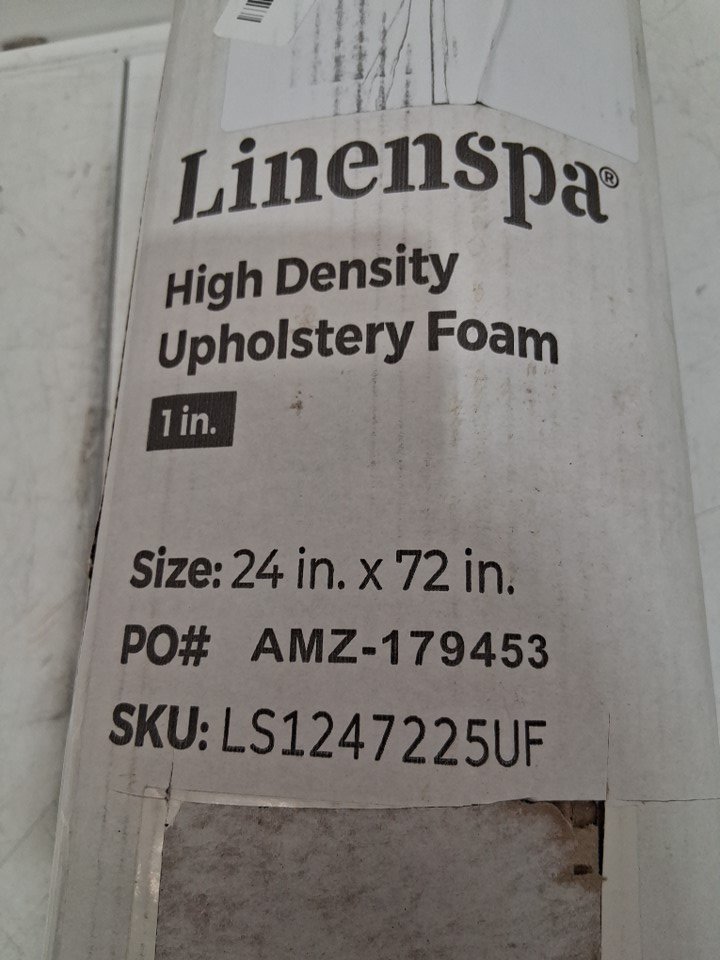 Linenspa®
High Density
Upholstery Foam
1 in.
Size: 24 in. x 72 in.
PO# AMZ-179453
SKU: LS1247225UF